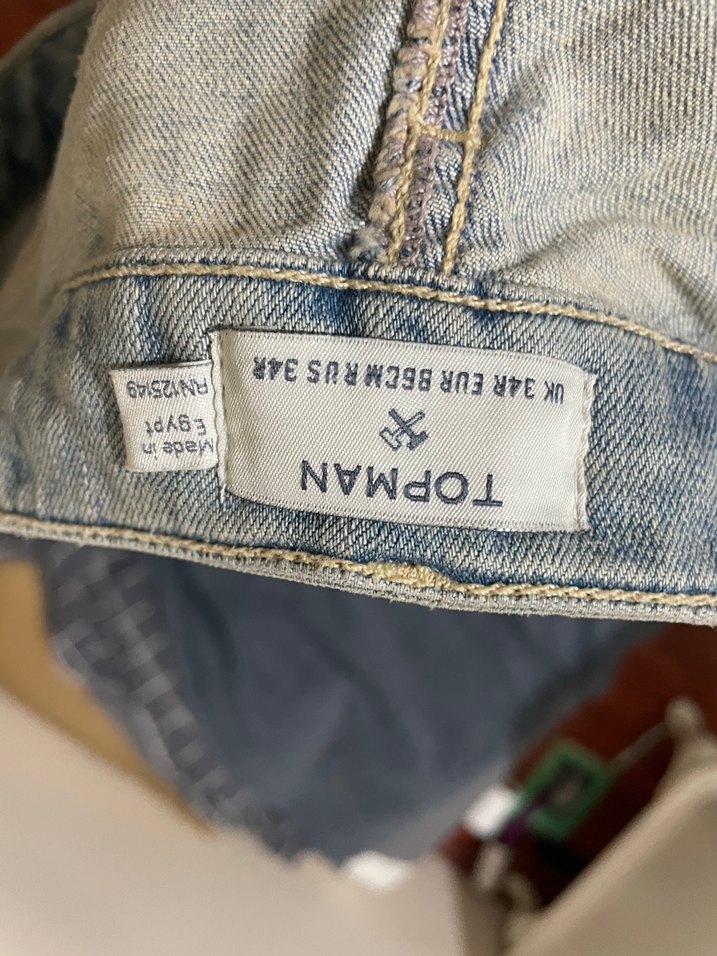 TOPMAN
UK 34R EUR 86CM R US 34R
Made in
Egypt
RN125149